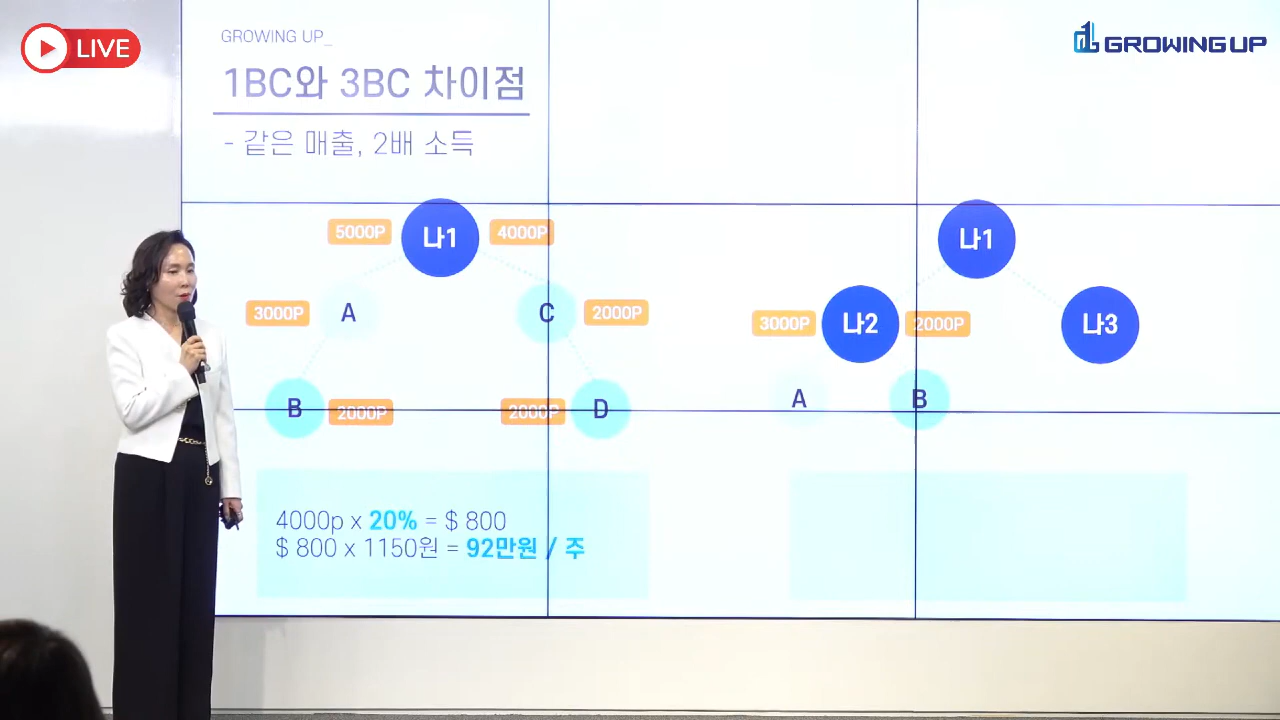 LIVE
GROWING UP
GROWING UP_
1BC와 3BC 차이점
- 같은 매출, 2배 소득
5000P
나1
4000P
3000P
A
C
2000P
B
2000P
2000P
D
4000p x 20% = $ 800
$ 800 x 1150원 = 92만원 / 주
나1
3000P
나2
2000P
나3
A
B